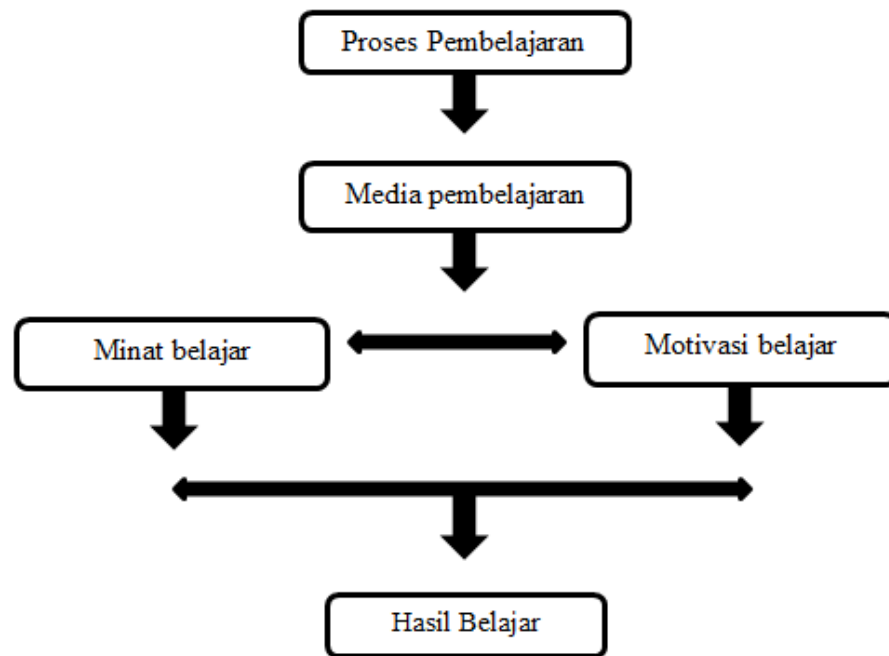 Proses Pembelajaran
Media pembelajaran
Minat belajar
Motivasi belajar
Hasil Belajar